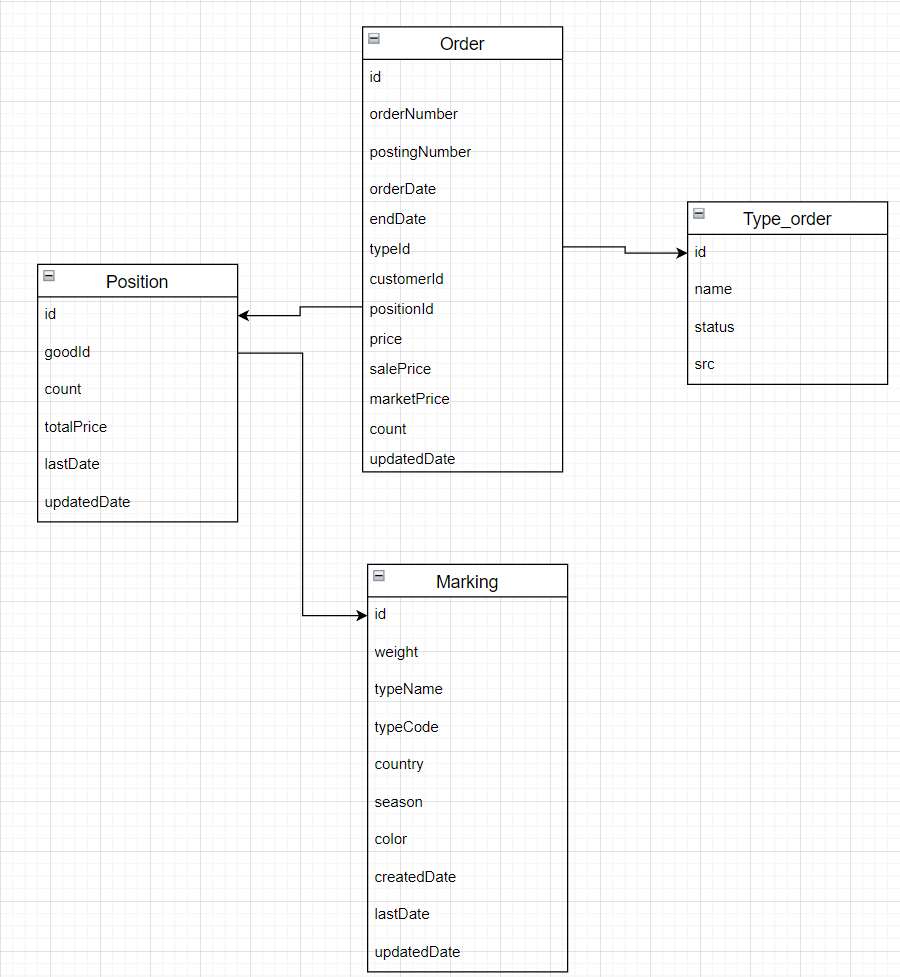 Order
id
orderNumber
postingNumber
orderDate
endDate
typeId
customerId
positionId
price
salePrice
marketPrice
count
updatedDate
Type_order
id
name
status
src
Position
id
goodId
count
totalPrice
lastDate
updatedDate
Marking
id
weight
typeName
typeCode
country
season
color
createdDate
lastDate
updatedDate